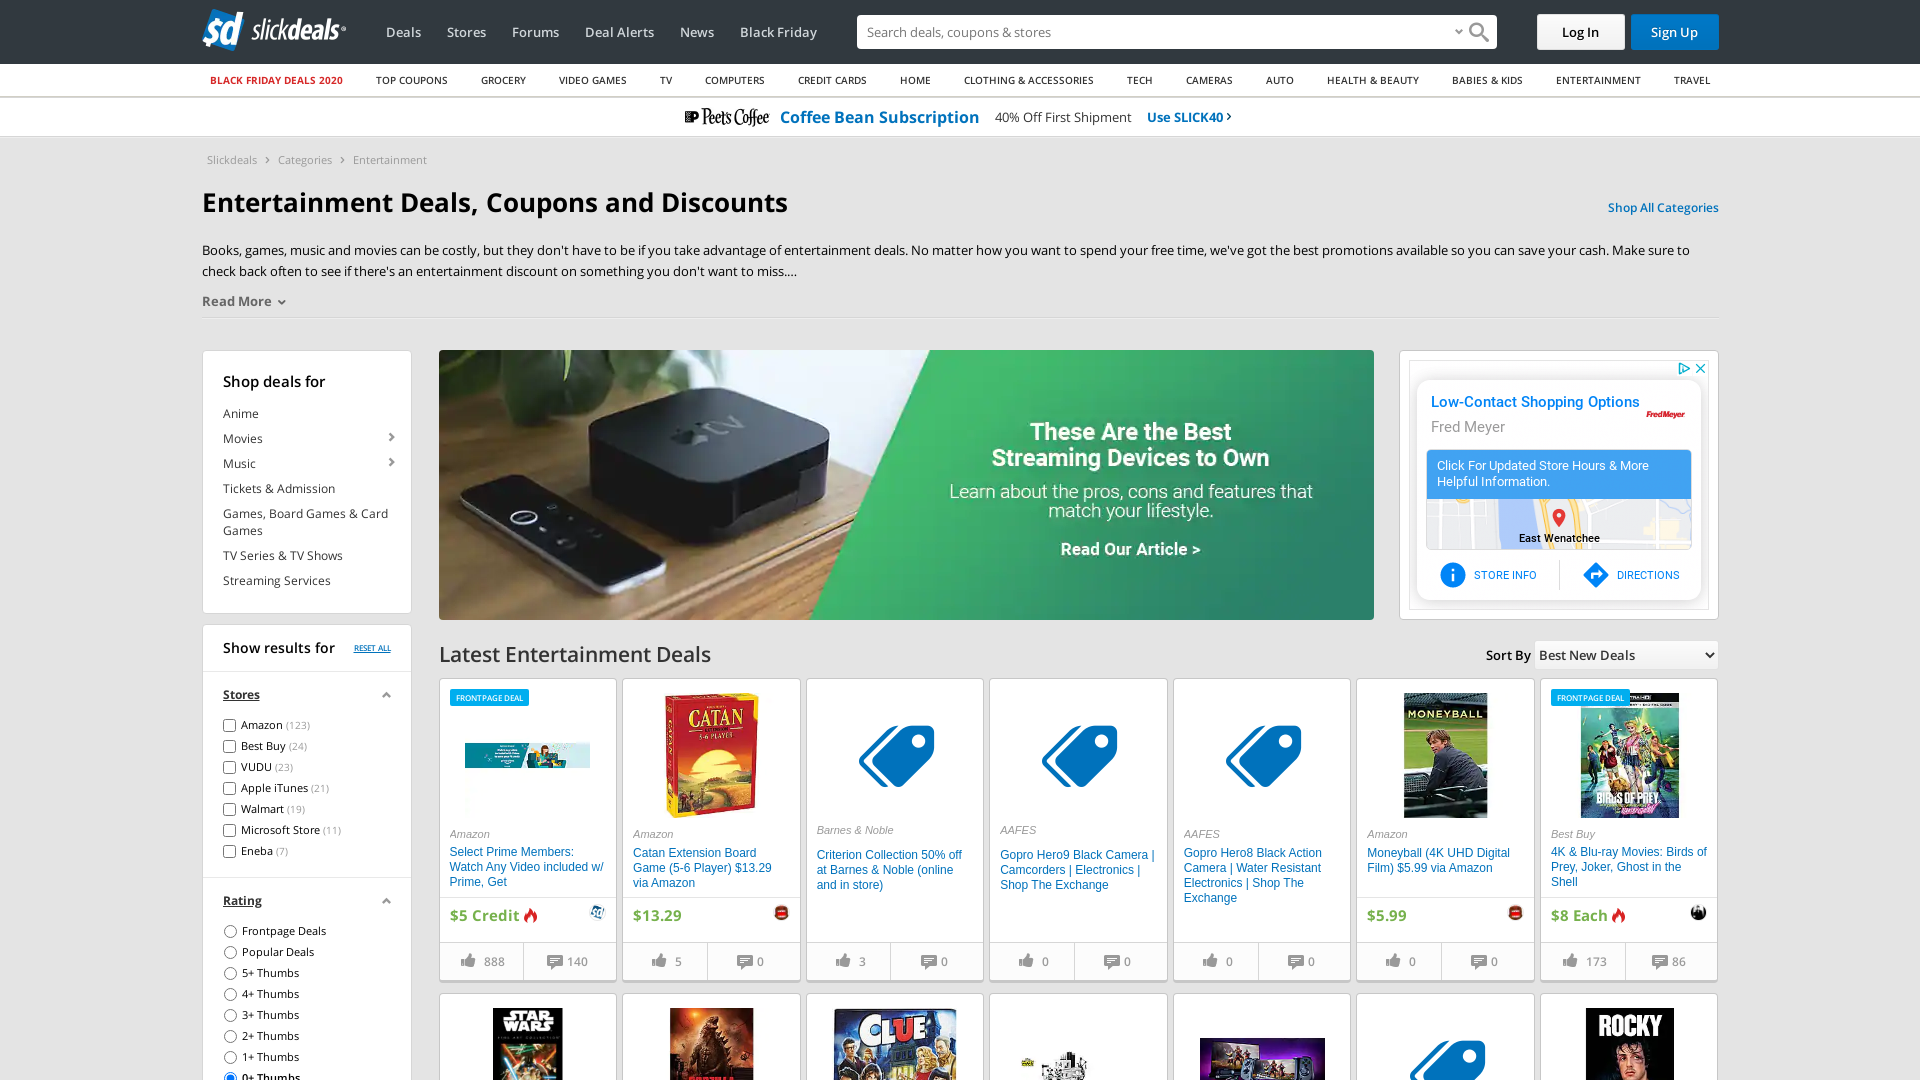 slickdeals
Deals
Stores
Forums
Deal Alerts
News
Black Friday
Search deals, coupons & stores
Log In
Sign Up
BLACK FRIDAY DEALS 2020
TOP COUPONS
GROCERY
VIDEO GAMES
TV
COMPUTERS
CREDIT CARDS
HOME
CLOTHING & ACCESSORIES
TECH
CAMERAS
AUTO
HEALTH & BEAUTY
BABIES & KIDS
ENTERTAINMENT
TRAVEL
Peet's Coffee
Coffee Bean Subscription
40% Off First Shipment
Use SLICK40
Slickdeals
Categories
Entertainment
Entertainment Deals, Coupons and Discounts
Shop All Categories
Books, games, music and movies can be costly, but they don't have to be if you take advantage of entertainment deals. No matter how you want to spend your free time, we've got the best promotions available so you can save your cash. Make sure to
check back often to see if there's an entertainment discount on something you don't want to miss....
Read More
Shop deals for
Anime
Movies
Music
Tickets & Admission
Games, Board Games & Card
Games
TV Series & TV Shows
Streaming Services
Show results for
RESET ALL
Stores
Amazon (123)
Best Buy (24)
VUDU (23)
Apple iTunes (21)
Walmart (19)
Microsoft Store (11)
Eneba (7)
Rating
Frontpage Deals
Popular Deals
5+ Thumbs
4+ Thumbs
3+ Thumbs
2+ Thumbs
1+ Thumbs
0+ Thumbs
tv
These Are the Best
Streaming Devices to Own
Learn about the pros, cons and features that
match your lifestyle.
Read Our Article >
Low-Contact Shopping Options
Fred Meyer
Fred Meyer
Click For Updated Store Hours & More
Helpful Information.
East Wenatchee
STORE INFO
DIRECTIONS
Latest Entertainment Deals
Sort By
Best New Deals
FRONTPAGE DEAL
Amazon
Select Prime Members:
Watch Any Video included w/
Prime, Get
$5 Credit
888
140
CATAN
5-6 PLAYER
Amazon
Catan Extension Board
Game (5-6 Player) $13.29
via Amazon
$13.29
5
0
Barnes & Noble
Criterion Collection 50% off
at Barnes & Noble (online
and in store)
3
0
AAFES
Gopro Hero9 Black Camera |
Camcorders | Electronics |
Shop The Exchange
0
0
AAFES
Gopro Hero8 Black Action
Camera | Water Resistant
Electronics | Shop The
Exchange
0
0
MONEYBALL
Amazon
Moneyball (4K UHD Digital
Film) $5.99 via Amazon
$5.99
0
0
FRONTPAGE DEAL
BIRDS OF PREY
Best Buy
4K & Blu-ray Movies: Birds of
Prey, Joker, Ghost in the
Shell
$8 Each
173
86
STAR
WARS
CLUE
ROCKY